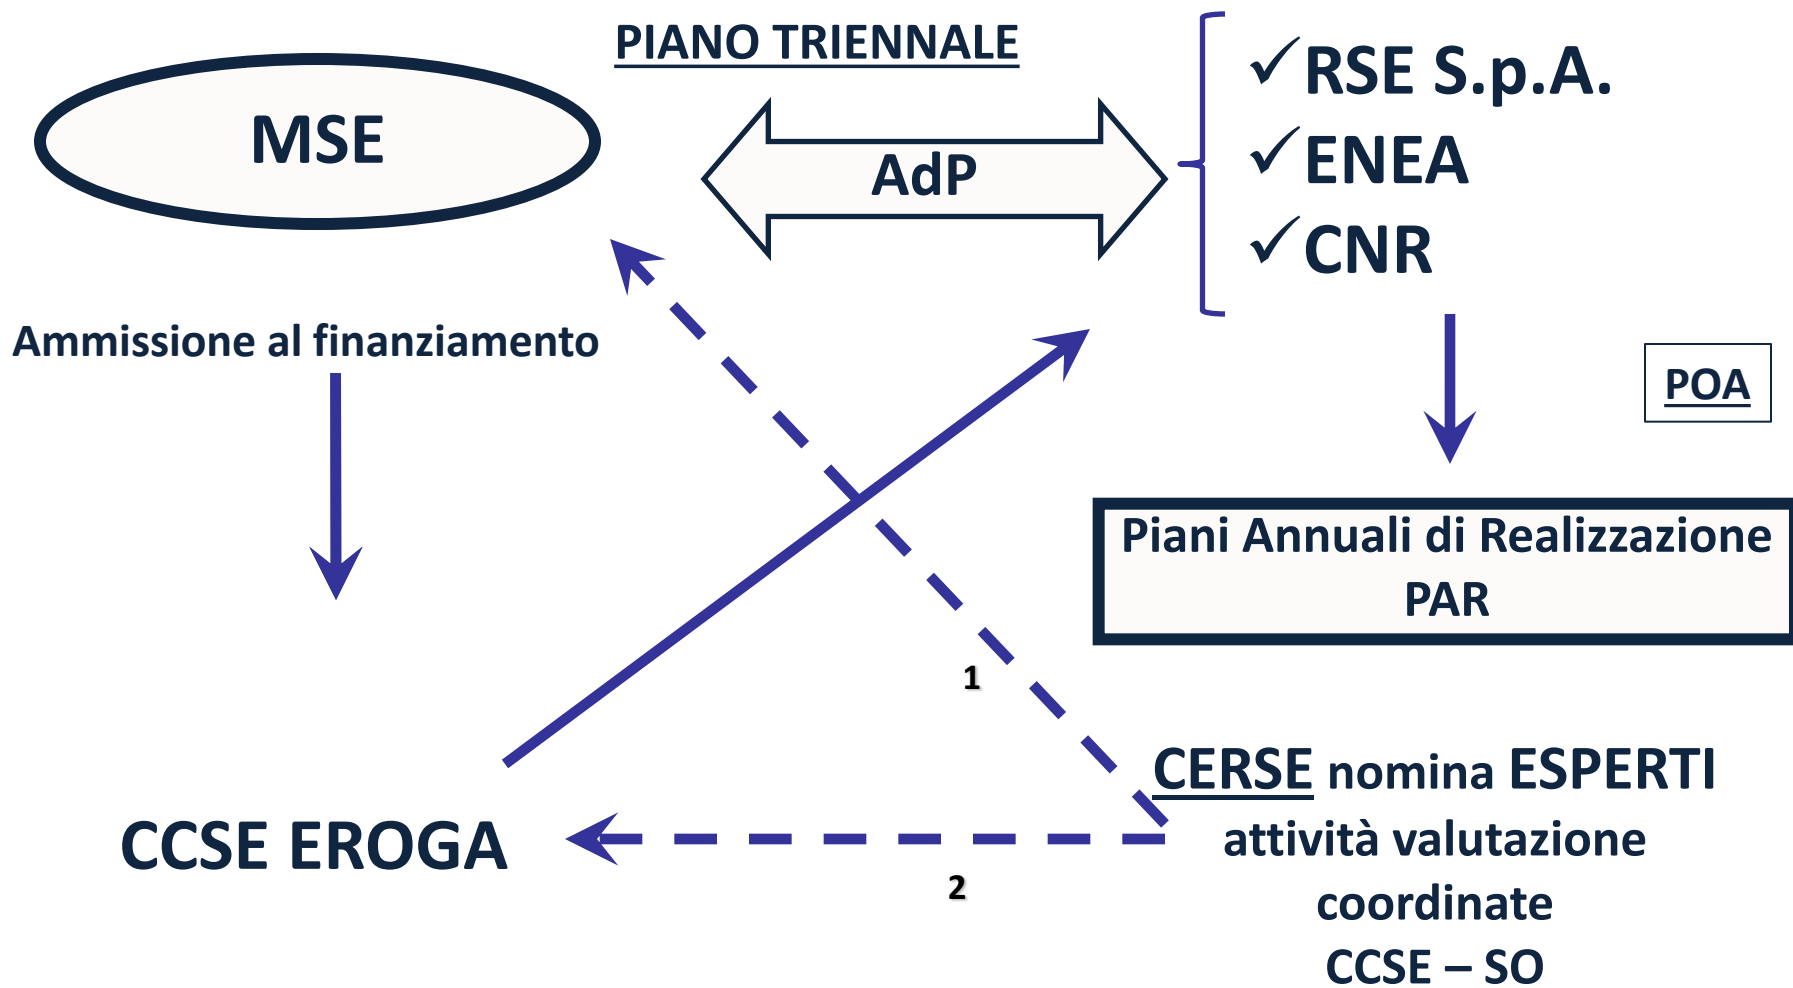 PIANO TRIENNALE
MSE
AdP
RSE S.p.A.
ENEA
CNR
Ammissione al finanziamento
POA
Piani Annuali di Realizzazione
PAR
1
CERSE nomina ESPERTI
attività valutazione
coordinate
CCSE – SO
CCSE EROGA
2